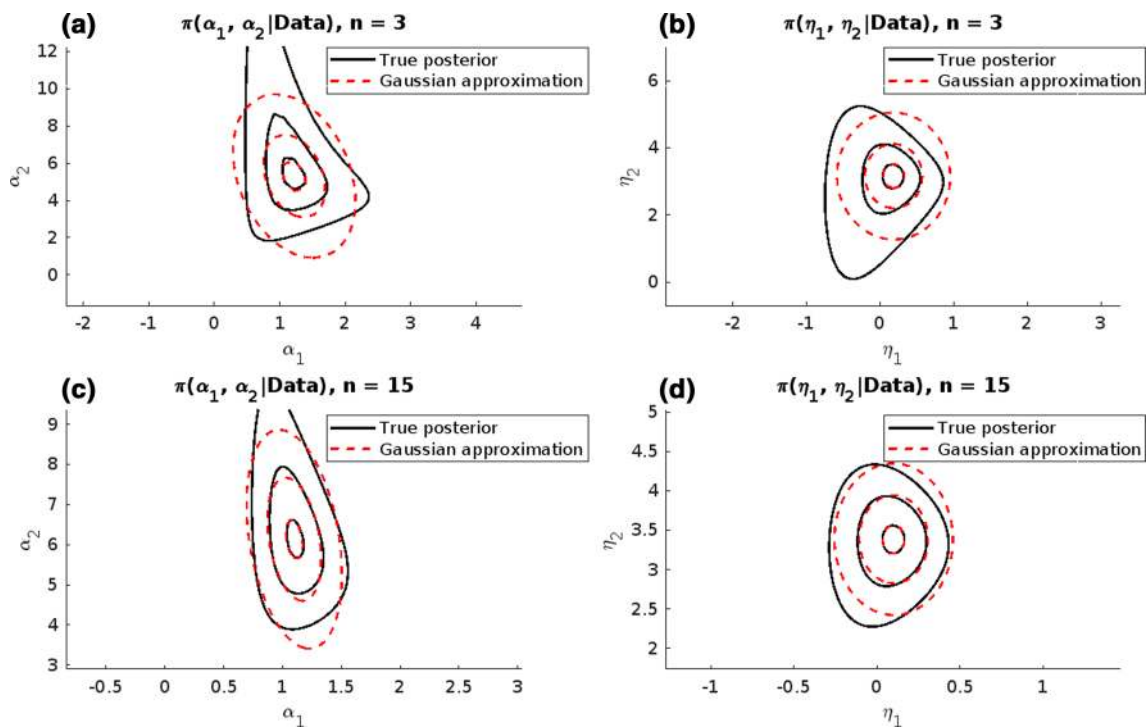 (a)
π(α1, α2|Data), n = 3
12
10
8
6
4
2
0
α2
True posterior
Gaussian approximation
-2 -1 0 1 2 3 4
α1
(b)
π(η1, η2|Data), n = 3
6
4
2
0
η2
True posterior
Gaussian approximation
-2 -1 0 1 2 3
η1
(c)
π(α1, α2|Data), n = 15
9
8
7
6
5
4
3
α2
True posterior
Gaussian approximation
-0.5 0 0.5 1 1.5 2 2.5 3
α1
(d)
π(η1, η2|Data), n = 15
5
4.5
4
3.5
3
2.5
2
η2
True posterior
Gaussian approximation
-1 -0.5 0 0.5 1
η1